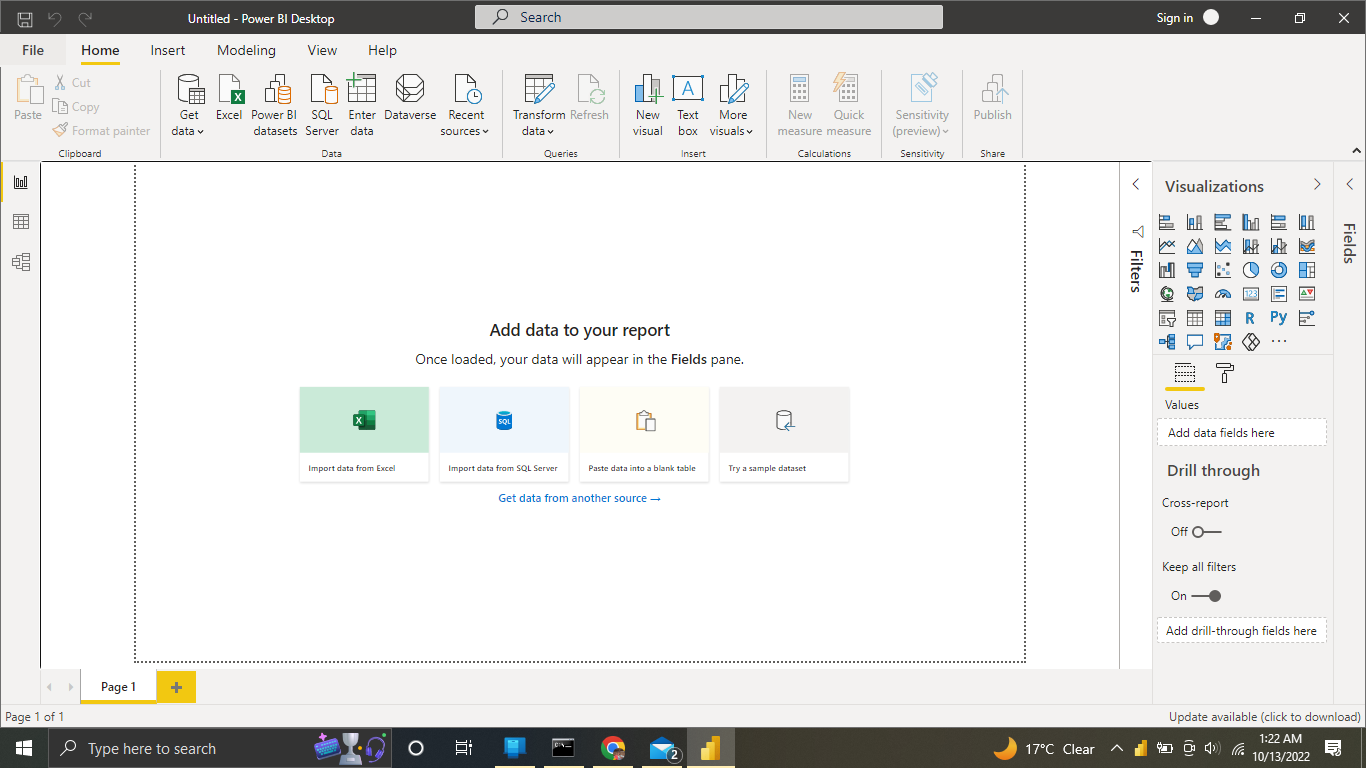 Untitled - Power BI Desktop
Search
Sign in
File Home Insert Modeling View Help
Paste
Cut
Copy
Format painter
Clipboard
Get data
Excel
Power BI datasets
SQL Server
Enter data
Dataverse
Recent sources
Data
Transform data
Refresh
Queries
New visual
Text box
More visuals
Insert
New measure
Quick measure
Calculations
Sensitivity (preview)
Sensitivity
Publish
Share
Filters
Visualizations
Fields
123
R
Py
Values
Add data fields here
Drill through
Cross-report
Off
Keep all filters
On
Add drill-through fields here
Add data to your report
Once loaded, your data will appear in the Fields pane.
SQL
Import data from Excel
Import data from SQL Server
Paste data into a blank table
Try a sample dataset
Get data from another source →
Page 1
Page 1 of 1
Update available (click to download)
Type here to search
2
17°C Clear
1:22 AM
10/13/2022